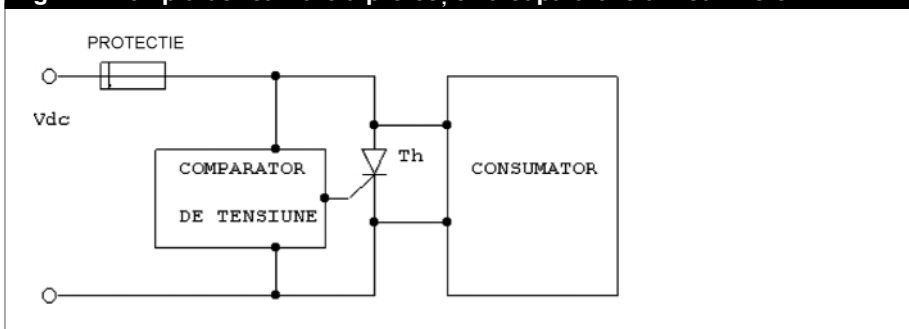 PROTECTIE
Vdc
COMPARATOR
DE TENSIUNE
Th
CONSUMATOR